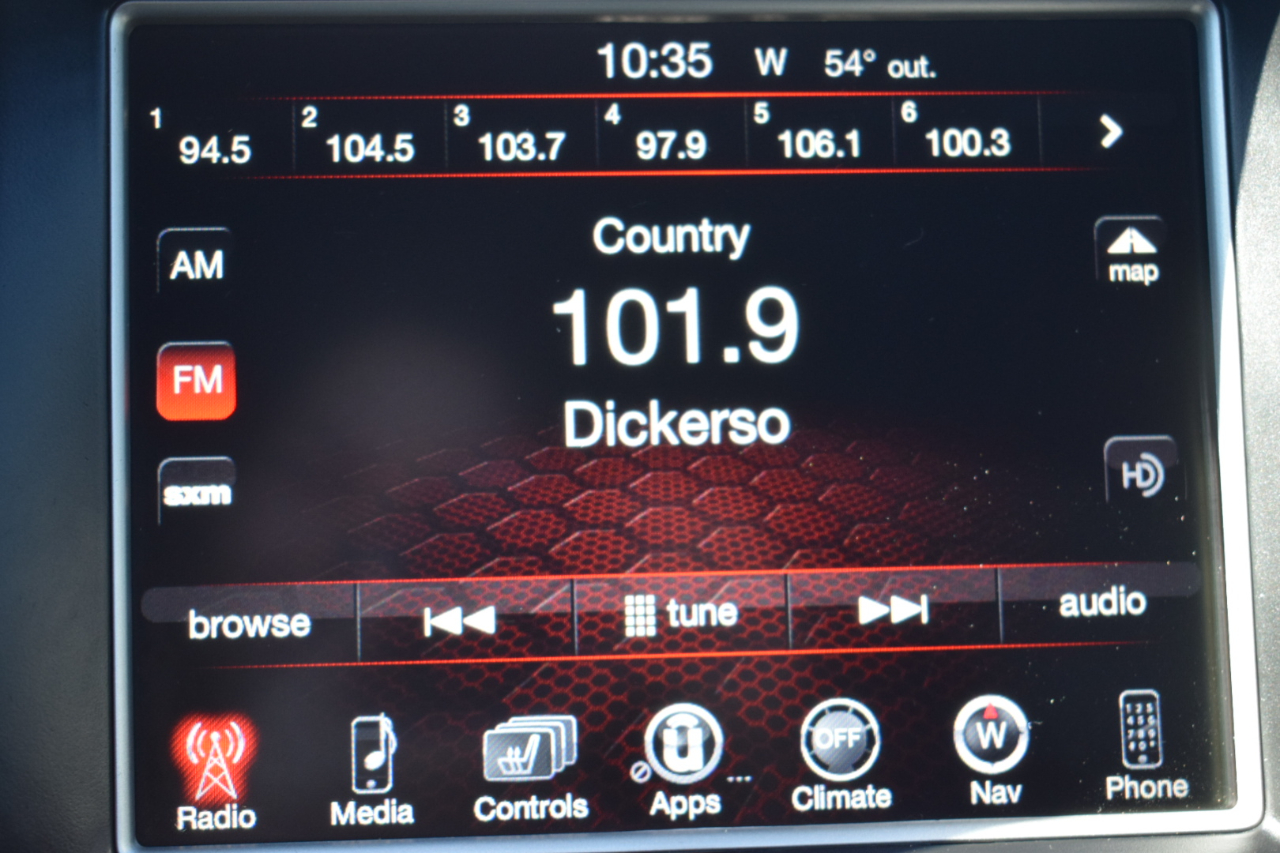 10:35 W 54° out.
1 94.5 2 104.5 3 103.7 4 97.9 5 106.1 6 100.3
Country
AM
map
101.9
FM
Dickerso
HD
sxm
browse tune audio
OFF
W
Radio Media Controls Apps ... Climate Nav Phone